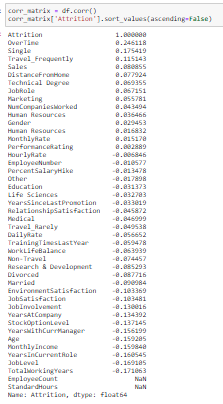 corr_matrix = df.corr()
corr_matrix['Attrition'].sort_values(ascending=False)
Attrition 1.000000
OverTime 0.246118
Single 0.175419
Travel_Frequently 0.115143
Sales 0.080855
DistanceFromHome 0.077924
Technical Degree 0.069355
JobRole 0.067151
Marketing 0.055781
NumCompaniesWorked 0.043494
Human Resources 0.036466
Gender 0.029453
Human Resources 0.016832
MonthlyRate 0.015170
PerformanceRating 0.002889
HourlyRate -0.006846
EmployeeNumber -0.010577
PercentSalaryHike -0.013478
Other -0.017898
Education -0.031373
Life Sciences -0.032703
YearsSinceLastPromotion -0.033019
RelationshipSatisfaction -0.045872
Medical -0.046999
Travel_Rarely -0.049538
DailyRate -0.056652
TrainingTimesLastYear -0.059478
WorkLifeBalance -0.063939
Non-Travel -0.074457
Research & Development -0.085293
Divorced -0.087716
Married -0.090984
EnvironmentSatisfaction -0.103369
JobSatisfaction -0.103481
JobInvolvement -0.130016
YearsAtCompany -0.134392
StockOptionLevel -0.137145
YearsWithCurrManager -0.156199
Age -0.159205
MonthlyIncome -0.159840
YearsInCurrentRole -0.160545
JobLevel -0.169105
TotalWorkingYears -0.171063
EmployeeCount NaN
StandardHours NaN
Name: Attrition, dtype: float64